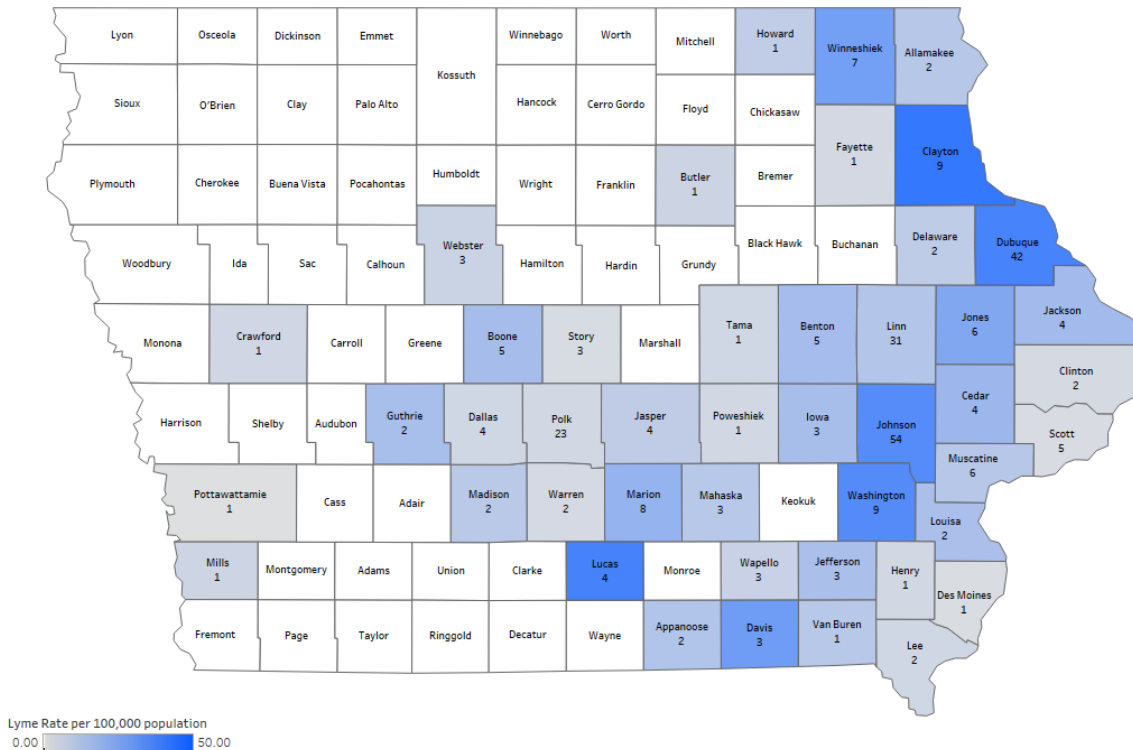 Lyon
Osceola
Dickinson
Emmet
Kossuth
Winnebago
Worth
Mitchell
Howard
1
Winneshiek
7
Allamakee
2
Sioux
O'Brien
Clay
Palo Alto
Hancock
Cerro Gordo
Floyd
Chickasaw
Fayette
1
Clayton
9
Plymouth
Cherokee
Buena Vista
Pocahontas
Humboldt
Wright
Franklin
Butler
1
Bremer
Woodbury
Ida
Sac
Calhoun
Webster
3
Hamilton
Hardin
Grundy
Black Hawk
Buchanan
Delaware
2
Dubuque
42
Monona
Crawford
1
Carroll
Greene
Boone
5
Story
3
Marshall
Tama
1
Benton
5
Linn
31
Jones
6
Jackson
4
Clinton
2
Harrison
Shelby
Audubon
Guthrie
2
Dallas
4
Polk
23
Jasper
4
Poweshiek
1
Iowa
3
Johnson
54
Cedar
4
Scott
5
Muscatine
6
Pottawattamie
1
Cass
Adair
Madison
2
Warren
2
Marion
8
Mahaska
3
Keokuk
Washington
9
Louisa
2
Mills
1
Montgomery
Adams
Union
Clarke
Lucas
4
Monroe
Wapello
3
Jefferson
3
Henry
1
Des Moines
1
Fremont
Page
Taylor
Ringgold
Decatur
Wayne
Appanoose
2
Davis
3
Van Buren
1
Lee
2
Lyme Rate per 100,000 population
0.00 50.00